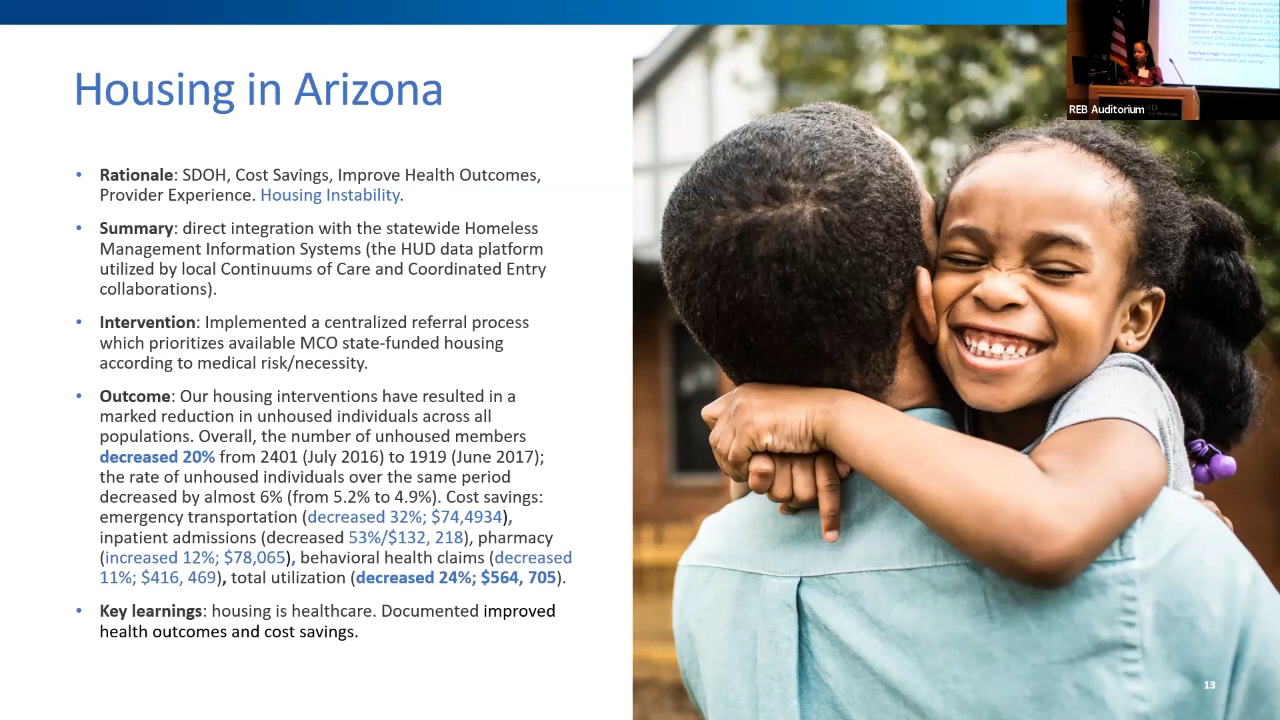 Housing in Arizona
• Rationale: SDOH, Cost Savings, Improve Health Outcomes,
Provider Experience. Housing Instability.
• Summary: direct integration with the statewide Homeless
Management Information Systems (the HUD data platform
utilized by local Continuums of Care and Coordinated Entry
collaborations).
• Intervention: Implemented a centralized referral process
which prioritizes available MCO state-funded housing
according to medical risk/necessity.
• Outcome: Our housing interventions have resulted in a
marked reduction in unhoused individuals across all
populations. Overall, the number of unhoused members
decreased 20% from 2401 (July 2016) to 1919 (June 2017);
the rate of unhoused individuals over the same period
decreased by almost 6% (from 5.2% to 4.9%). Cost savings:
emergency transportation (decreased 32%; $74,4934),
inpatient admissions (decreased 53%/$132, 218), pharmacy
(increased 12%; $78,065), behavioral health claims (decreased
11%; $416, 469), total utilization (decreased 24%; $564, 705).
• Key learnings: housing is healthcare. Documented improved
health outcomes and cost savings.
REB Auditorium
13